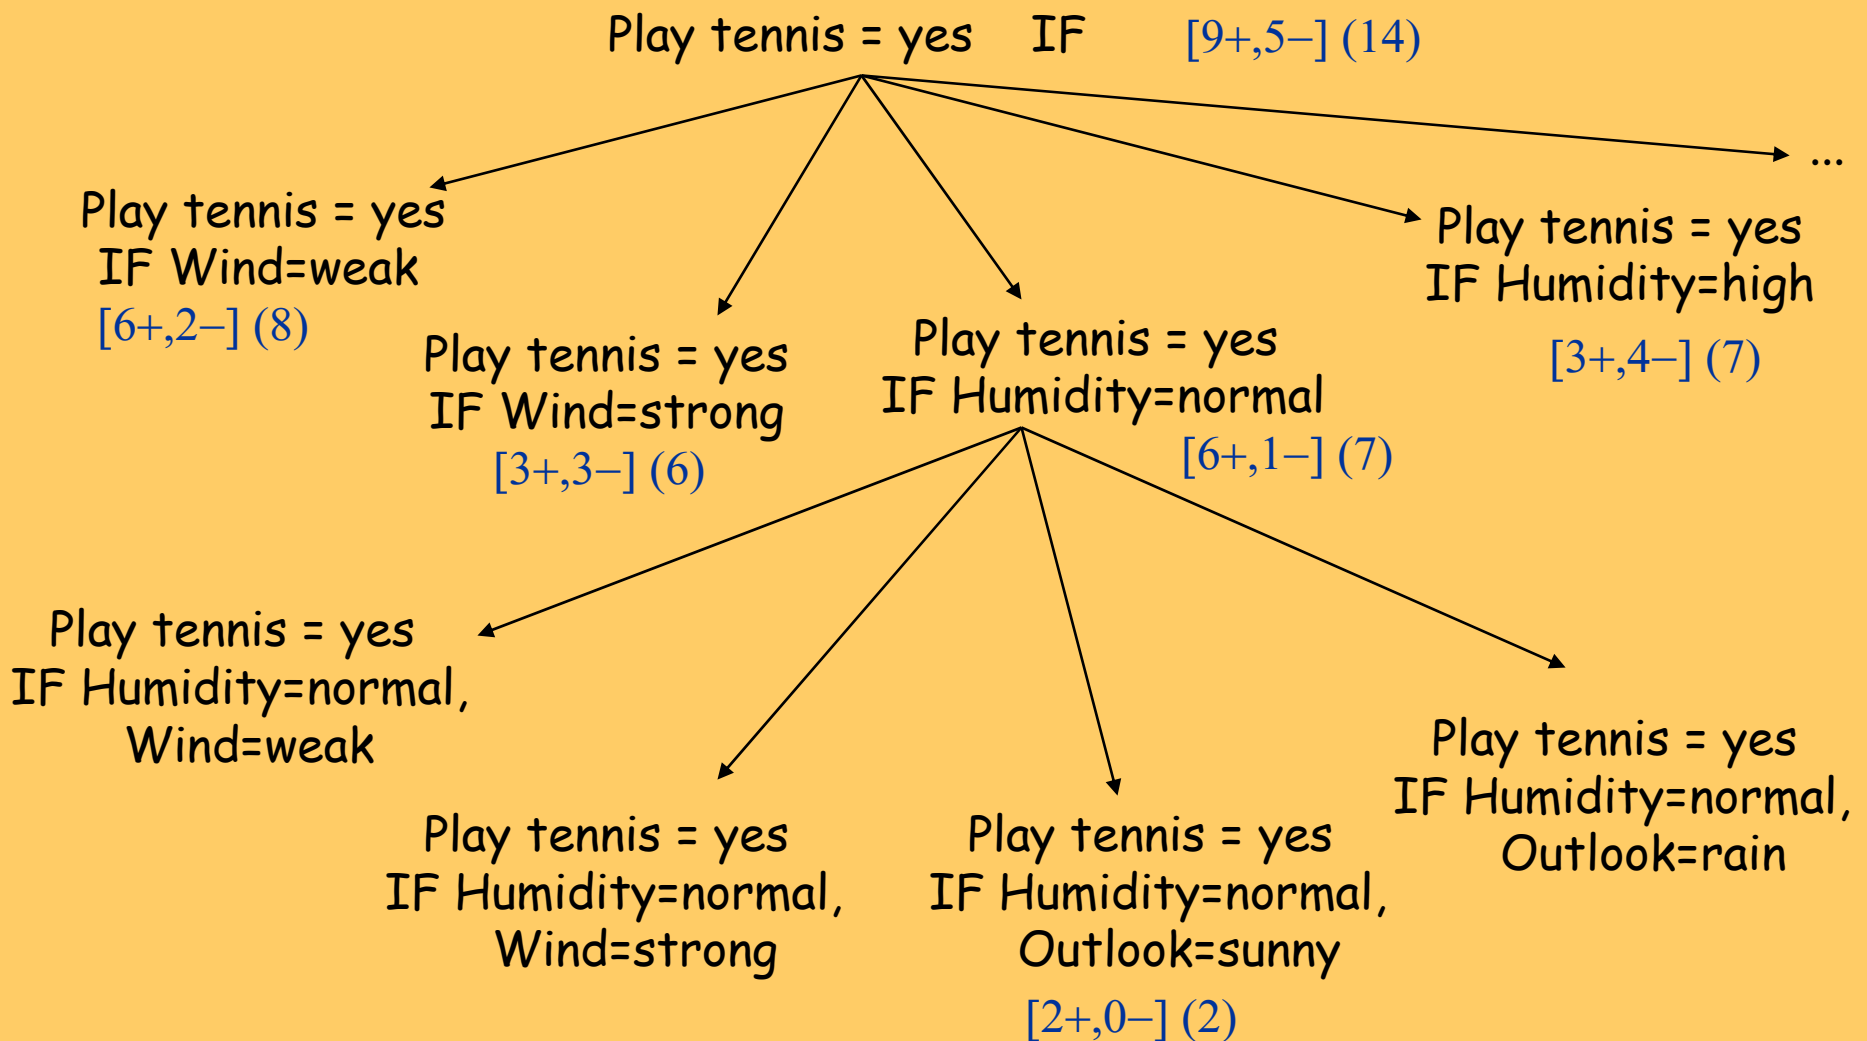 Play tennis = yes IF [9+,5−] (14)
...
Play tennis = yes
IF Wind=weak
[6+,2−] (8)
Play tennis = yes
IF Wind=strong
[3+,3−] (6)
Play tennis = yes
IF Humidity=normal
[6+,1−] (7)
Play tennis = yes
IF Humidity=high
[3+,4−] (7)
Play tennis = yes
IF Humidity=normal,
Wind=weak
Play tennis = yes
IF Humidity=normal,
Wind=strong
Play tennis = yes
IF Humidity=normal,
Outlook=sunny
[2+,0−] (2)
Play tennis = yes
IF Humidity=normal,
Outlook=rain